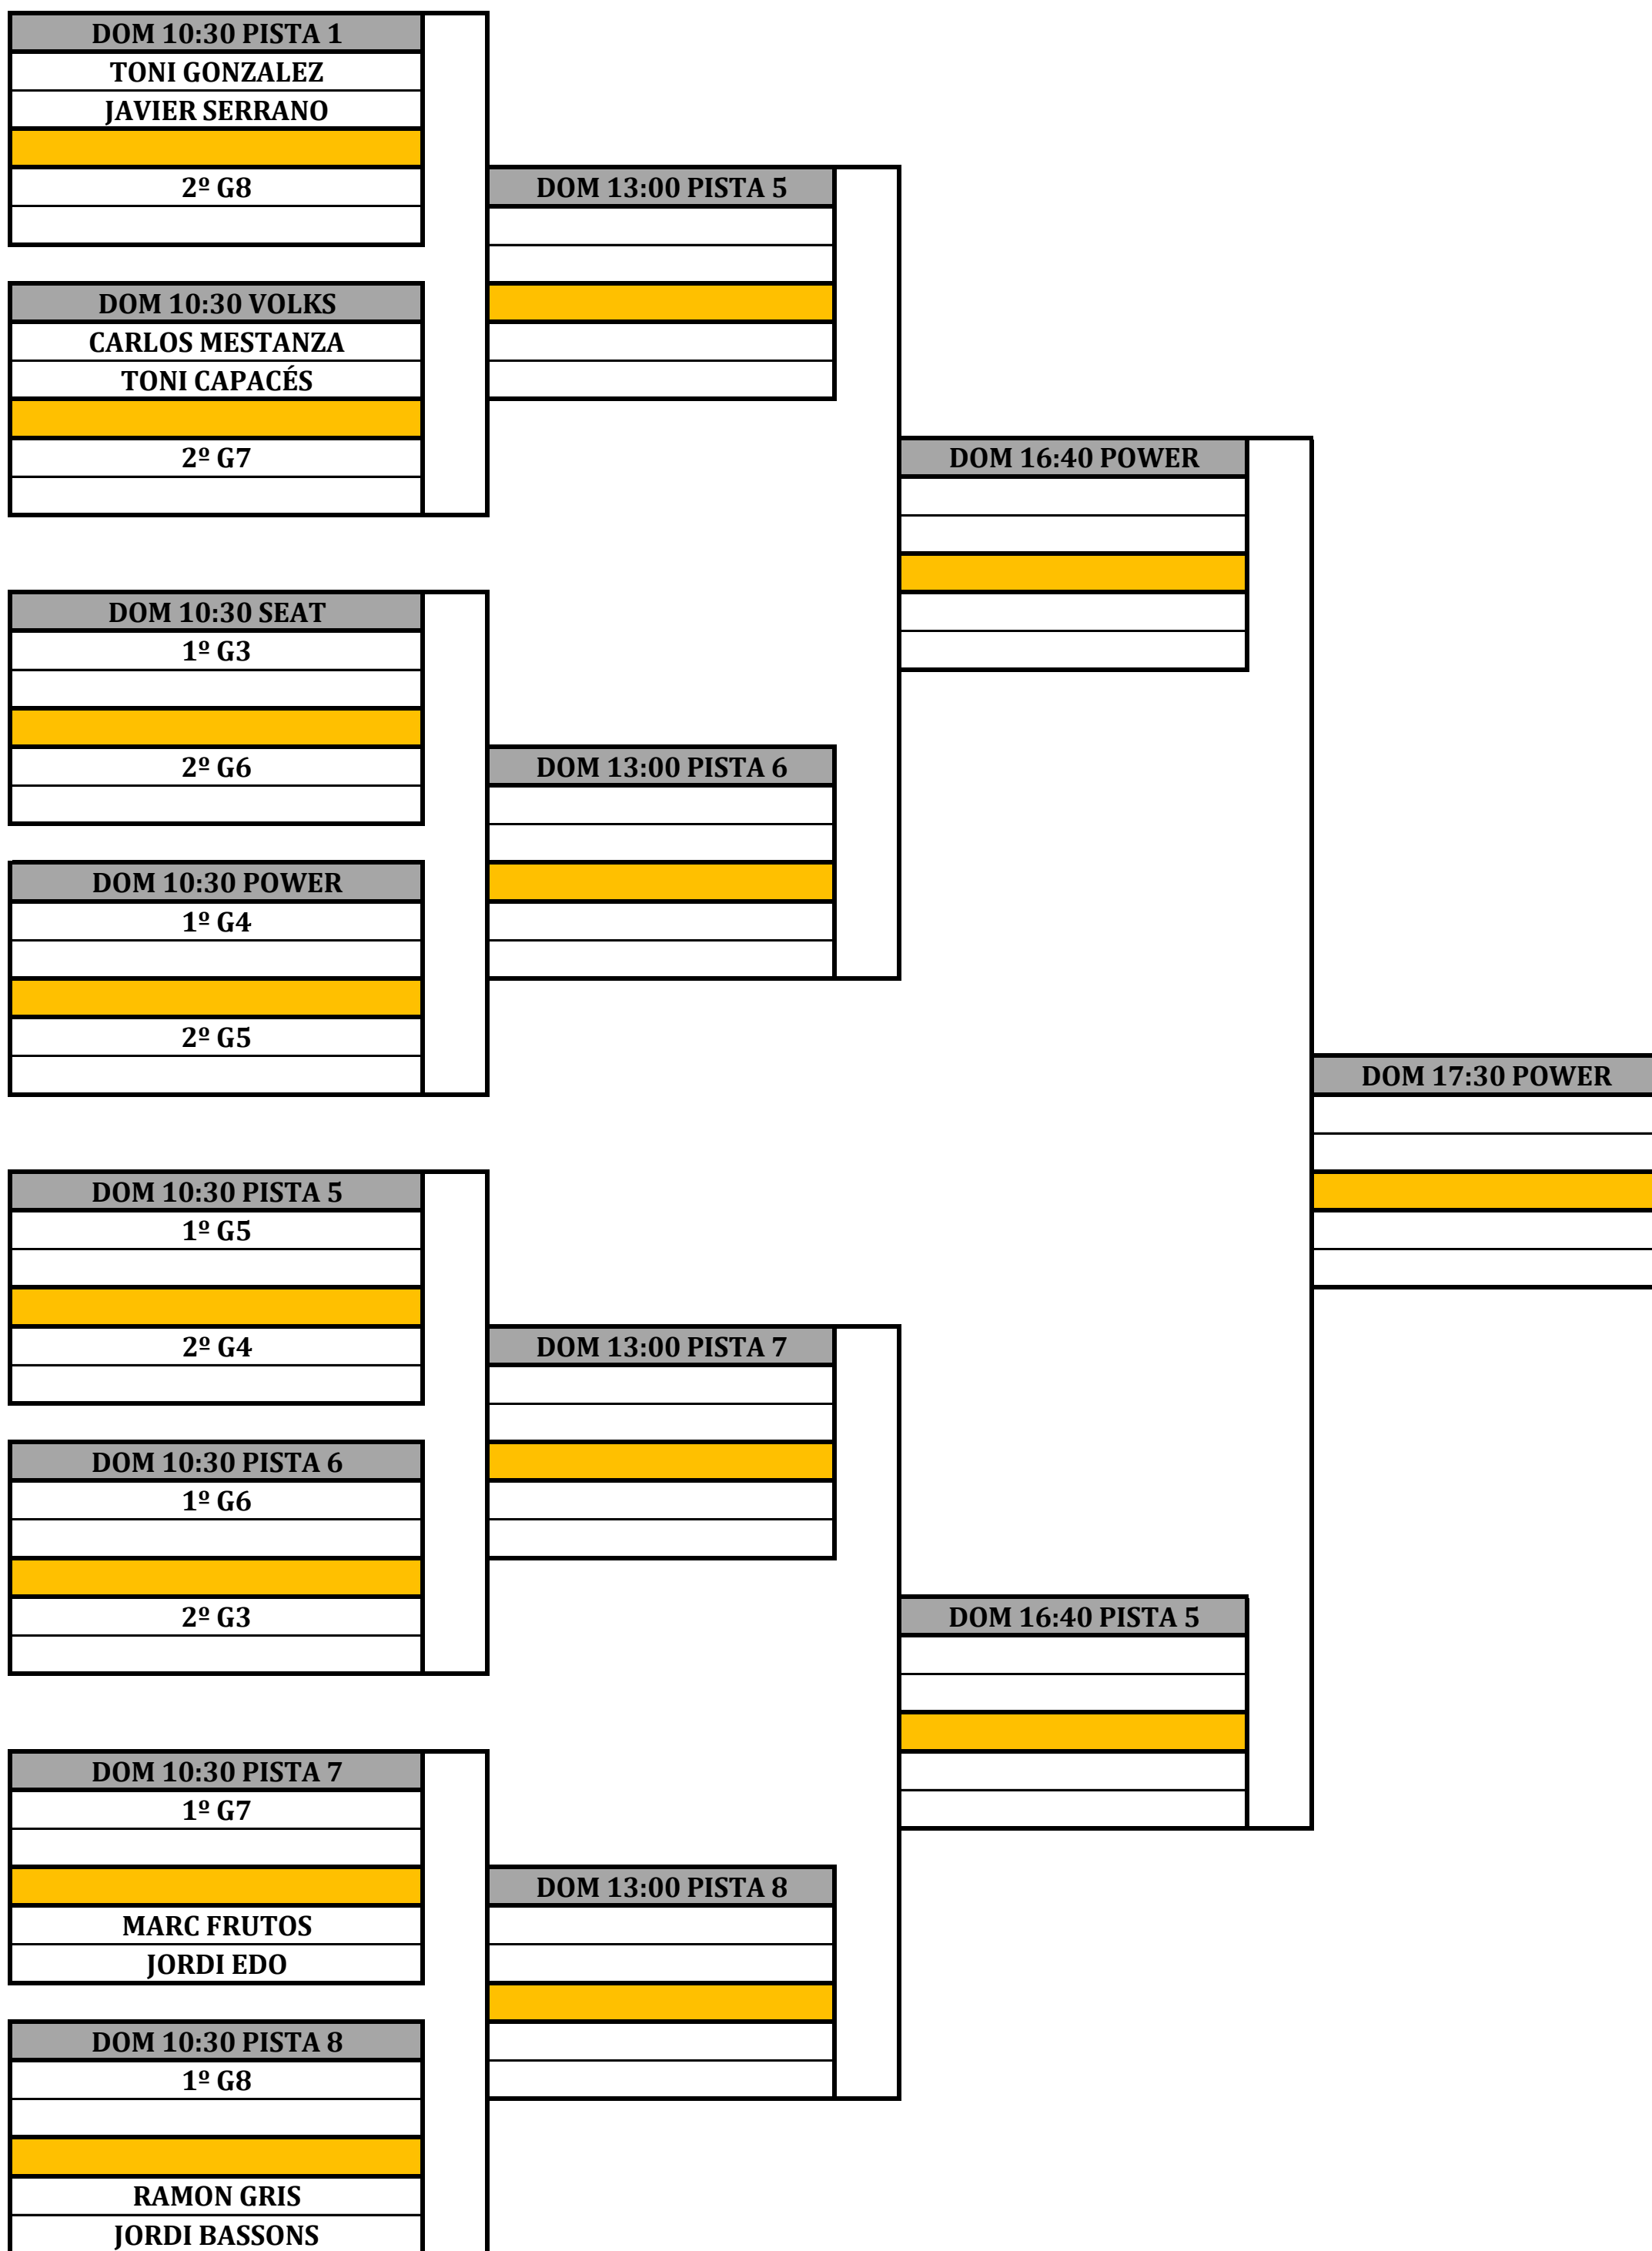 DOM 10:30 PISTA 1
TONI GONZALEZ
JAVIER SERRANO
2º G8
DOM 10:30 VOLKS
CARLOS MESTANZA
TONI CAPACÉS
2º G7
DOM 10:30 SEAT
1º G3
2º G6
DOM 10:30 POWER
1º G4
2º G5
DOM 10:30 PISTA 5
1º G5
2º G4
DOM 10:30 PISTA 6
1º G6
2º G3
DOM 10:30 PISTA 7
1º G7
MARC FRUTOS
JORDI EDO
DOM 10:30 PISTA 8
1º G8
RAMON GRIS
JORDI BASSONS
DOM 13:00 PISTA 5
DOM 13:00 PISTA 6
DOM 13:00 PISTA 7
DOM 13:00 PISTA 8
DOM 16:40 POWER
DOM 16:40 PISTA 5
DOM 17:30 POWER